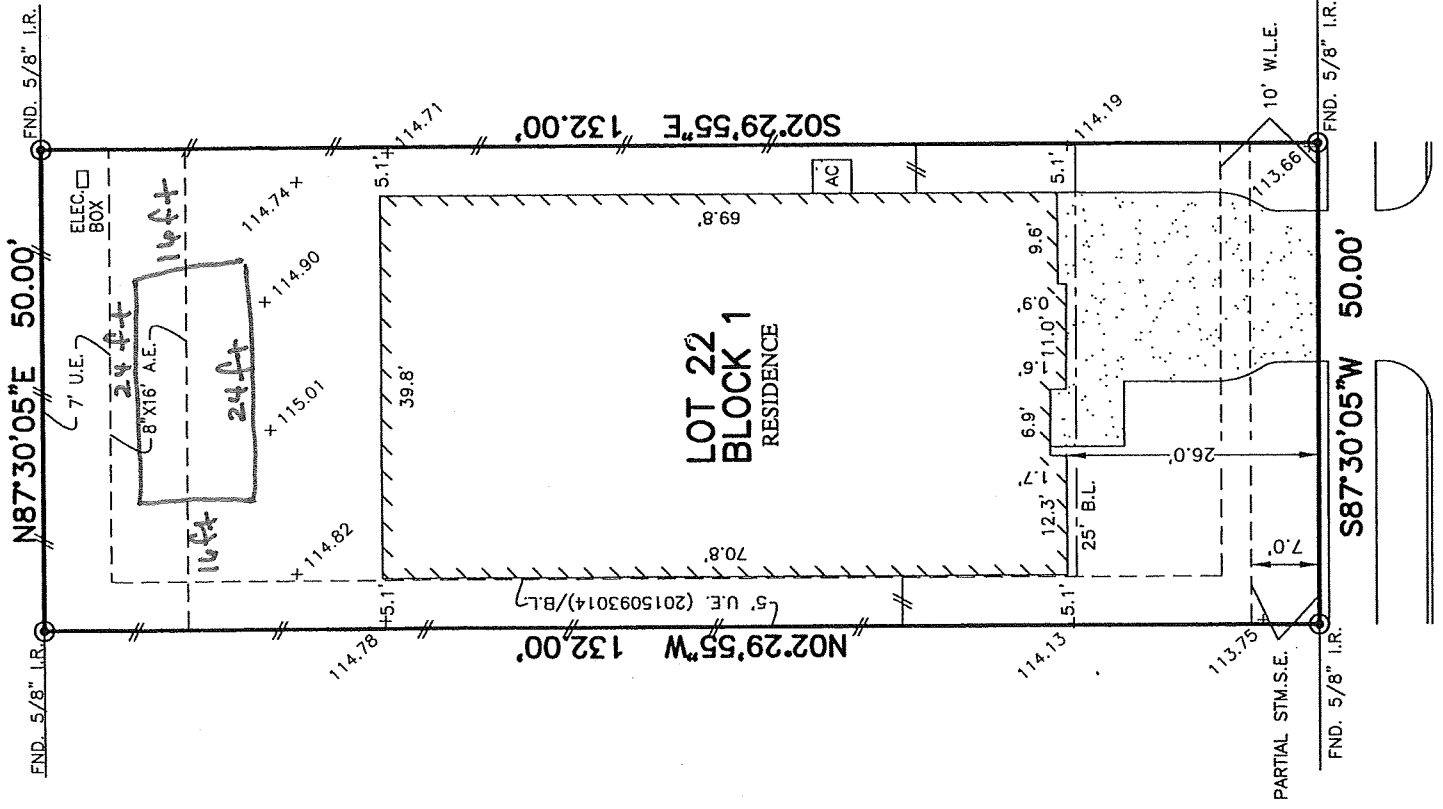 FND. 5/8" I.R.
FND. 5/8" I.R.
N87°30'05"E 50.00'
7' U.E.
ELEC.
BOX
24 ft
16 ft
8"X16' A.E.
24 ft
16 ft
114.74
114.90
115.01
114.82
114.71
114.78
5.1'
5.1'
39.8'
S02°29'55"E 132.00'
N02°29'55"W 132.00'
69.8'
70.8'
AC
LOT 22
BLOCK 1
RESIDENCE
5' U.E. (2015093014)/B.L.
114.19
114.13
5.1'
5.1'
9.6'
0.9'
11.0'
1.6'
6.9'
1.7'
12.3'
25' B.L.
26.0'
7.0'
10' W.L.E.
113.66
113.75
PARTIAL STM.S.E.
FND. 5/8" I.R.
FND. 5/8" I.R.
S87°30'05"W 50.00'